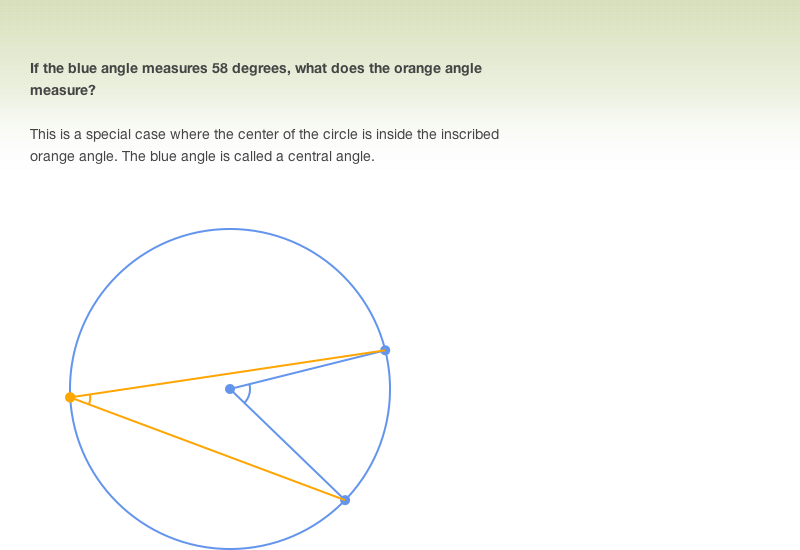 If the blue angle measures 58 degrees, what does the orange angle
measure?
This is a special case where the center of the circle is inside the inscribed
orange angle. The blue angle is called a central angle.